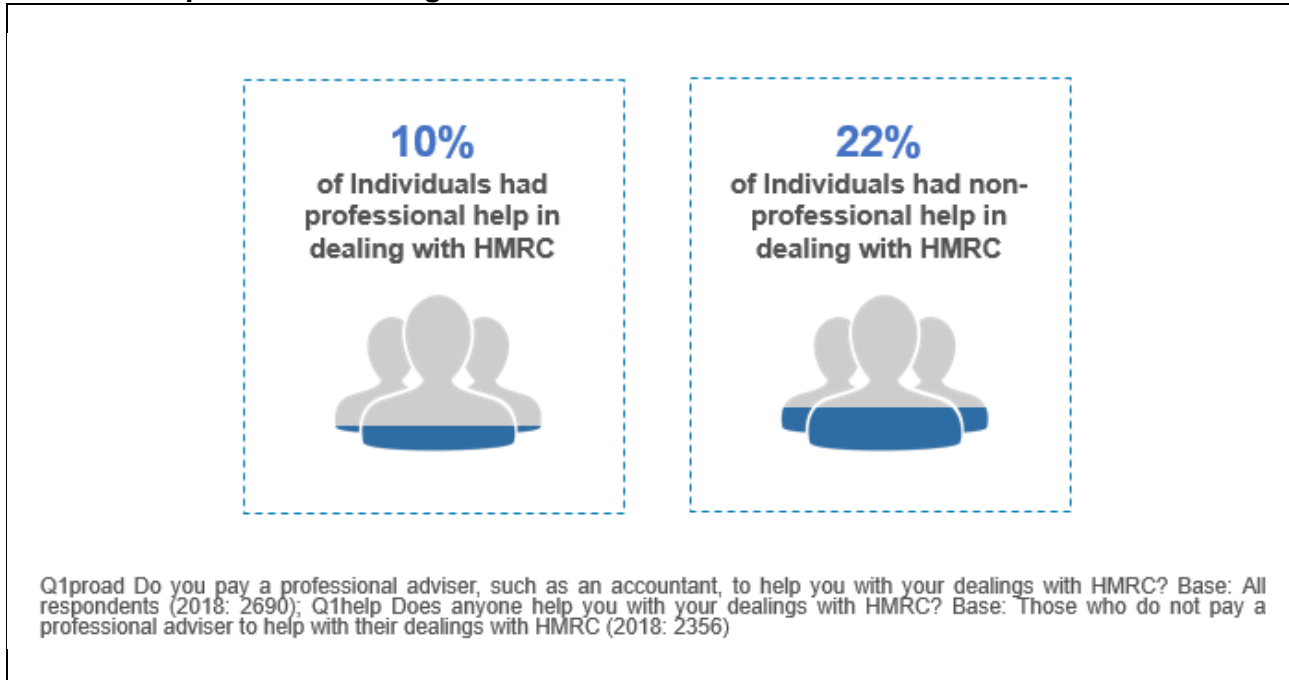 10%
of Individuals had
professional help in
dealing with HMRC
22%
of Individuals had non-
professional help in
dealing with HMRC
Q1proad Do you pay a professional adviser, such as an accountant, to help you with your dealings with HMRC? Base: All
respondents (2018: 2690); Q1help Does anyone help you with your dealings with HMRC? Base: Those who do not pay a
professional adviser to help with their dealings with HMRC (2018: 2356)